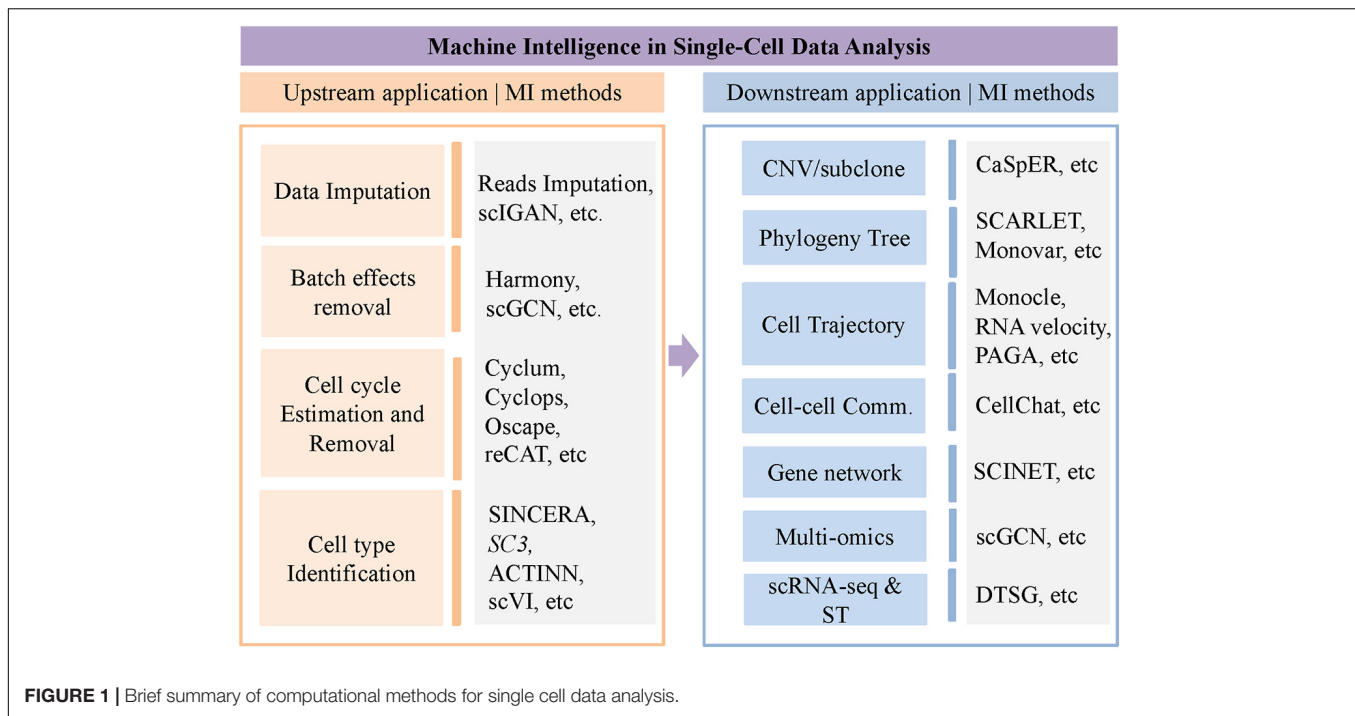 Machine Intelligence in Single-Cell Data Analysis
Upstream application | MI methods
Data Imputation
Reads Imputation,
scIGAN, etc.
Batch effects
removal
Harmony,
scGCN, etc.
Cell cycle
Estimation and
Removal
Cyclum,
Cyclops,
Oscape,
reCAT, etc
Cell type
Identification
SINCERA,
SC3,
ACTINN,
scVI, etc
Downstream application | MI methods
CNV/subclone
CaSpER, etc
Phylogeny Tree
SCARLET,
Monovar, etc
Cell Trajectory
Monocle,
RNA velocity,
PAGA, etc
Cell-cell Comm.
CellChat, etc
Gene network
SCINET, etc
Multi-omics
scGCN, etc
scRNA-seq &
ST
DTSG, etc
FIGURE 1 | Brief summary of computational methods for single cell data analysis.